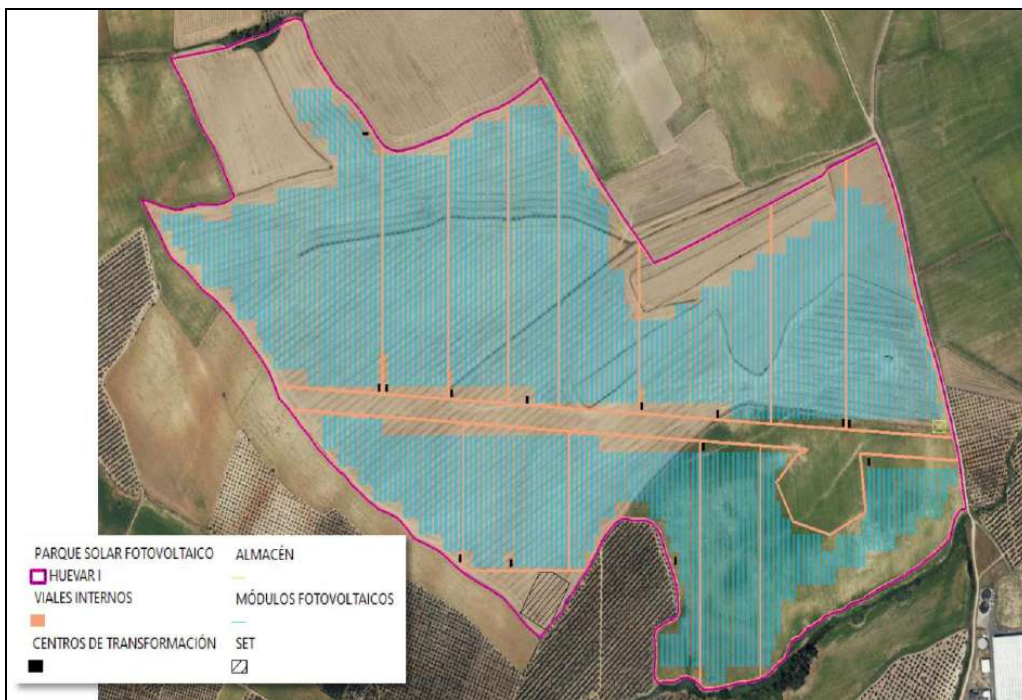 PARQUE SOLAR FOTOVOLTAICO
HUEVAR I
VIALES INTERNOS
CENTROS DE TRANSFORMACIÓN
ALMACÉN
MÓDULOS FOTOVOLTAICOS
SET